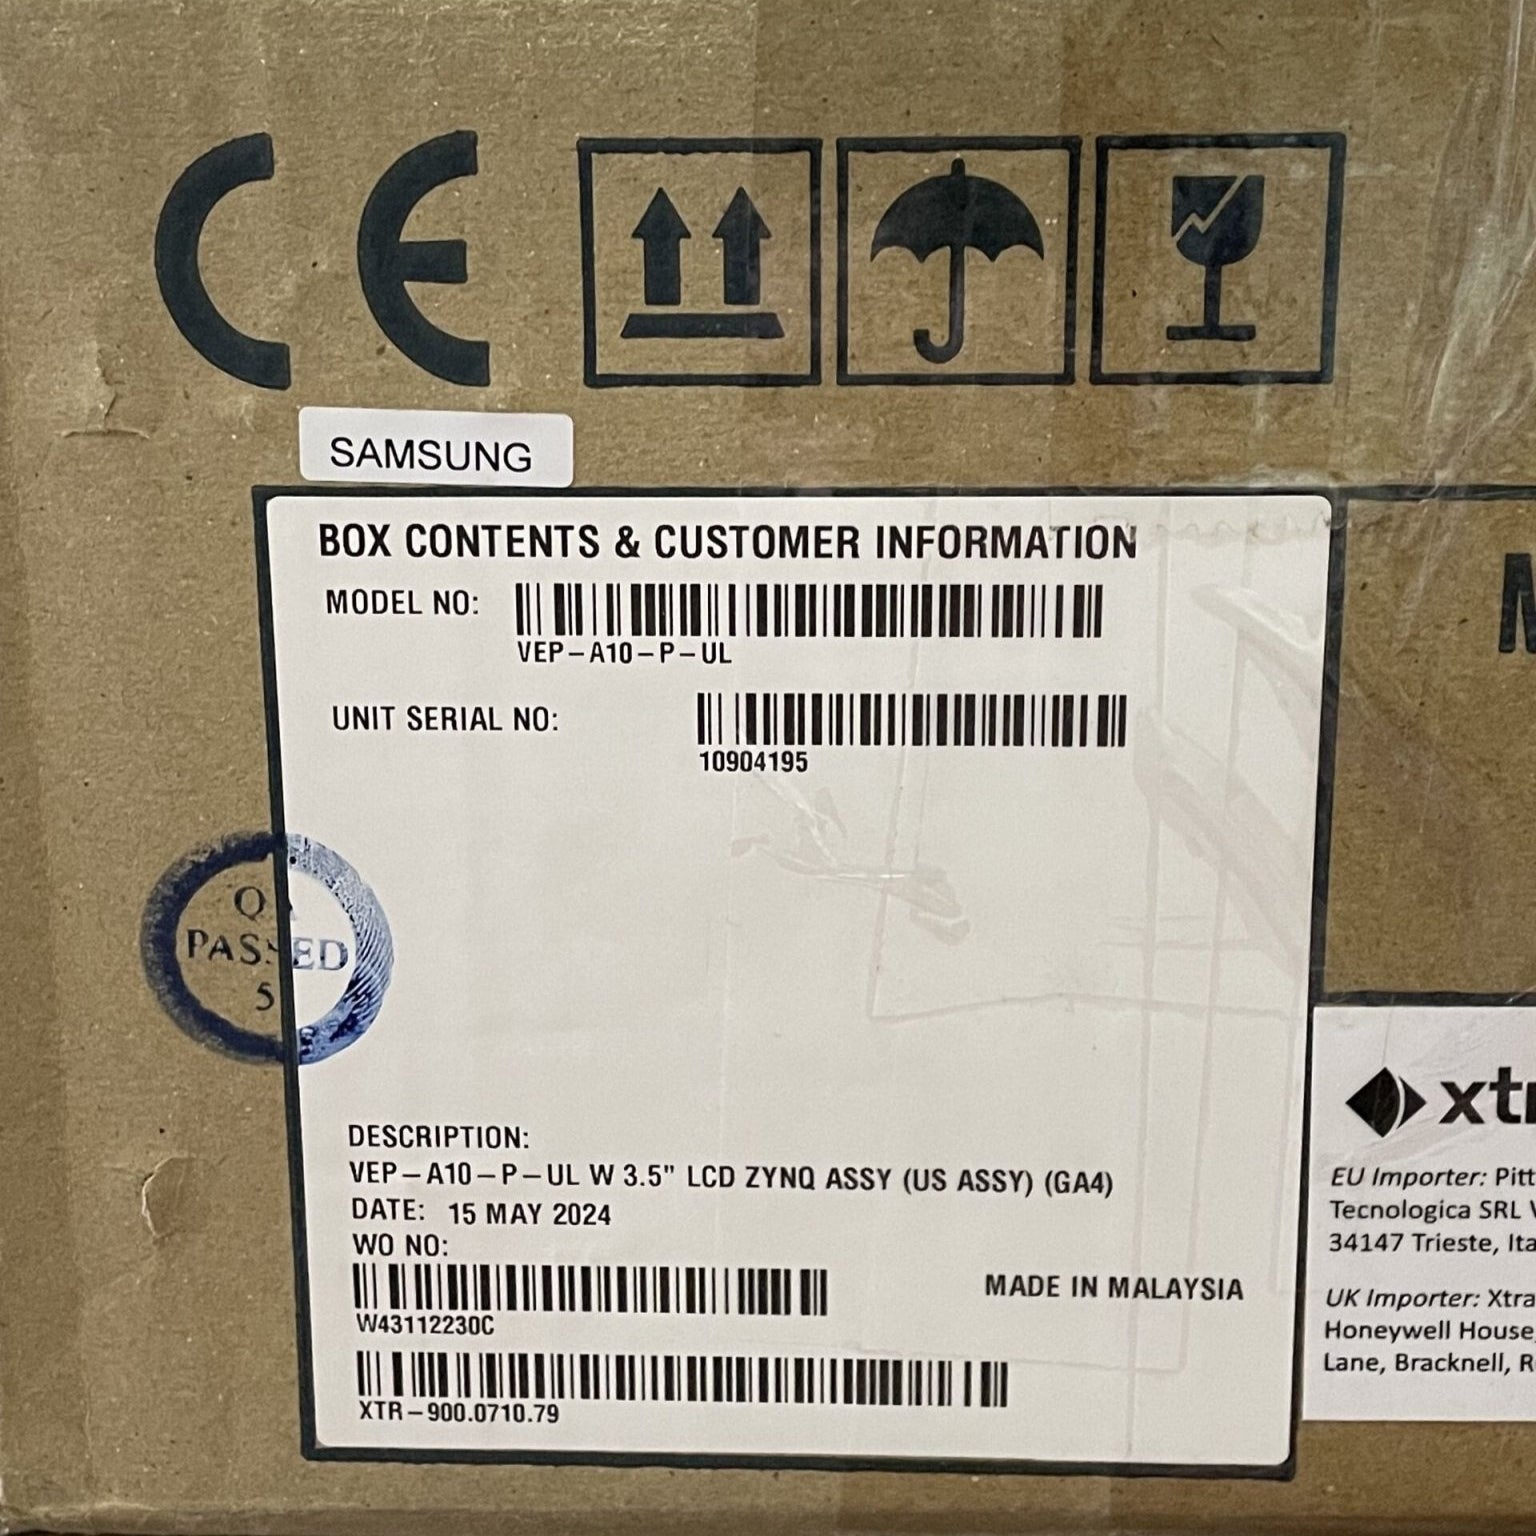 CE
SAMSUNG
BOX CONTENTS & CUSTOMER INFORMATION
MODEL NO:
VEP-A10-P-UL
UNIT SERIAL NO:
10904195
PASSED
5
DESCRIPTION:
VEP-A10-P-UL W 3.5" LCD ZYNQ ASSY (US ASSY) (GA4)
DATE: 15 MAY 2024
WO NO:
W43112230C
MADE IN MALAYSIA
XTR-900.0710.79
EU Importer:
Tecnologica SRL
34147 Trieste,
UK Importer:
Honeywell House,
Lane, Bracknell,